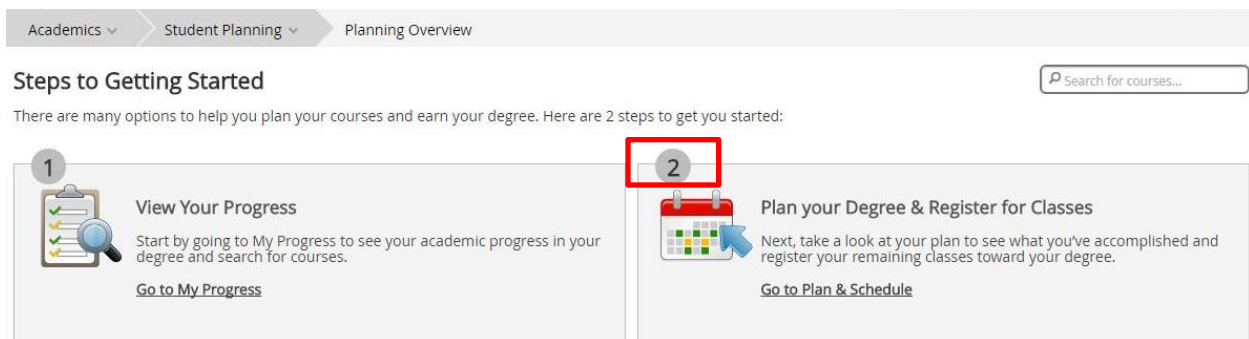 Academics
Student Planning
Planning Overview
Steps to Getting Started
Search for courses...
There are many options to help you plan your courses and earn your degree. Here are 2 steps to get you started:
1
View Your Progress
Start by going to My Progress to see your academic progress in your
degree and search for courses.
Go to My Progress
2
Plan your Degree & Register for Classes
Next, take a look at your plan to see what you've accomplished and
register your remaining classes toward your degree.
Go to Plan & Schedule